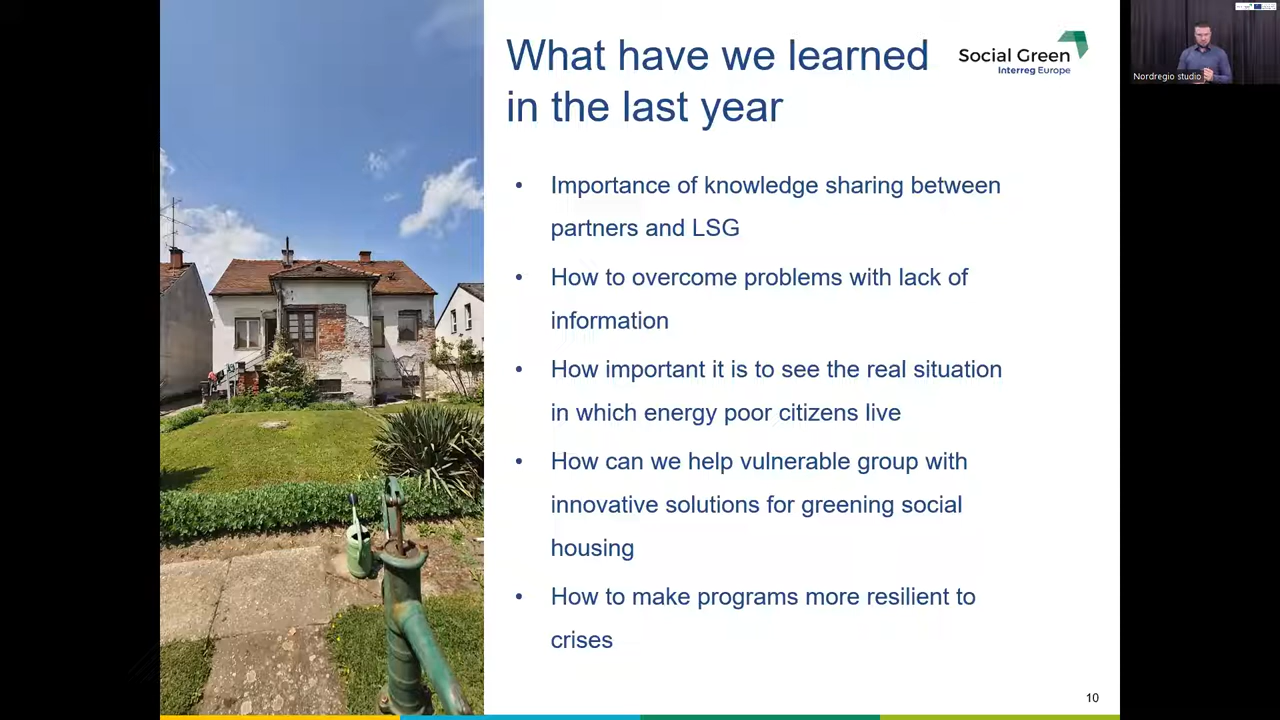 What have we learned
in the last year
Social Green
Interreg Europe
Importance of knowledge sharing between
partners and LSG
How to overcome problems with lack of
information
How important it is to see the real situation
in which energy poor citizens live
How can we help vulnerable group with
innovative solutions for greening social
housing
How to make programs more resilient to
crises
10
Nordregio studio